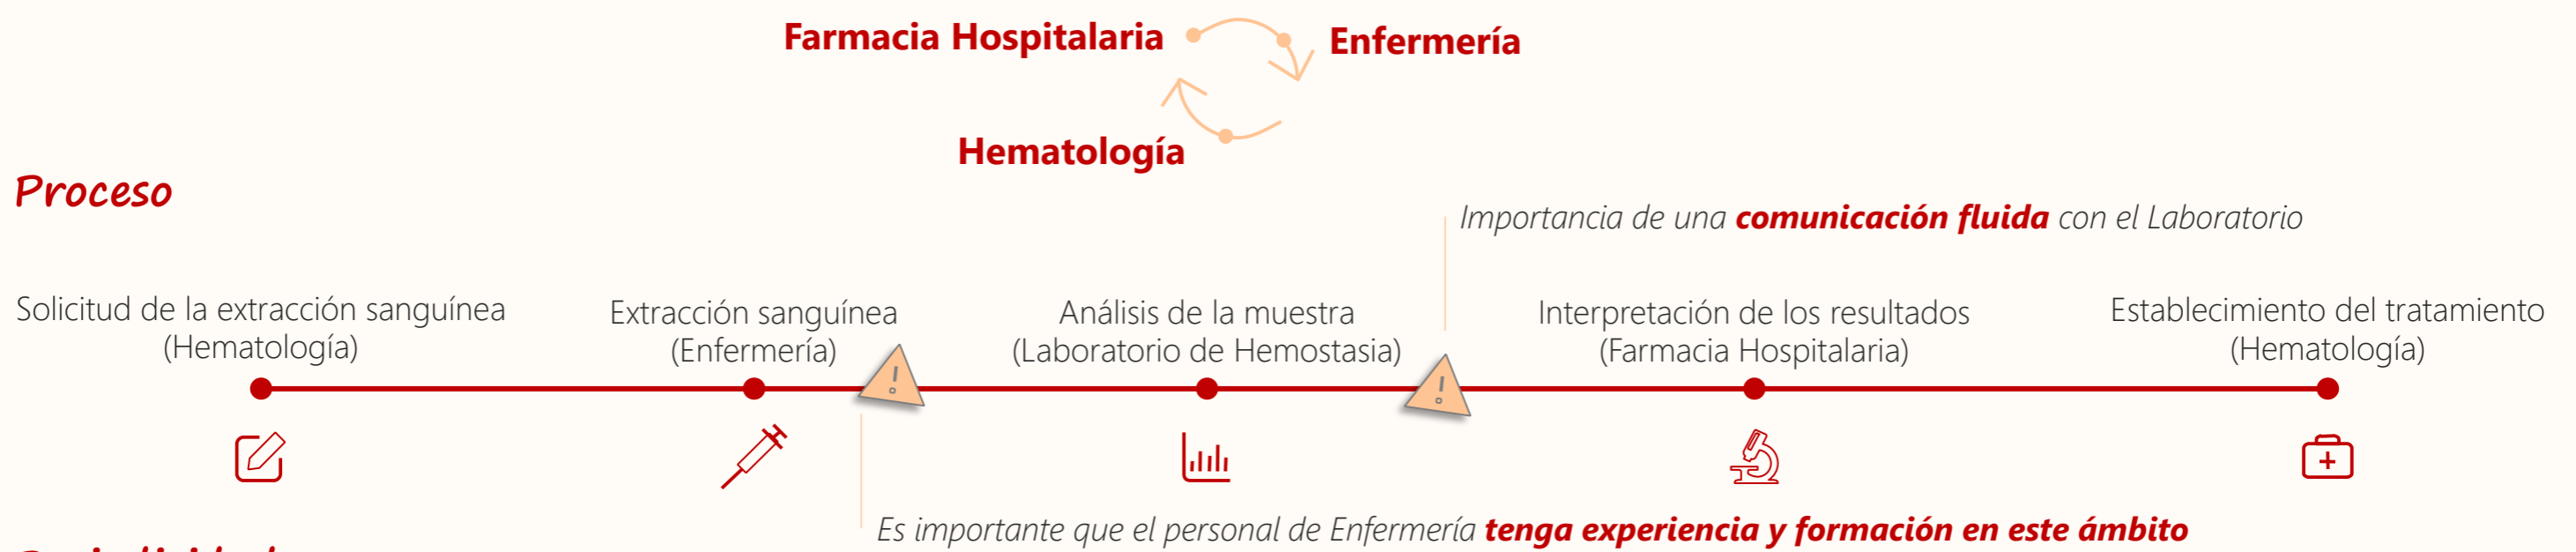 Farmacia Hospitalaria
Enfermería
Hematología
Proceso
Importancia de una comunicación fluida con el Laboratorio
Solicitud de la extracción sanguínea
(Hematología)
Extracción sanguínea
(Enfermería)
Análisis de la muestra
(Laboratorio de Hemostasia)
Interpretación de los resultados
(Farmacia Hospitalaria)
Establecimiento del tratamiento
(Hematología)
Es importante que el personal de Enfermería tenga experiencia y formación en este ámbito